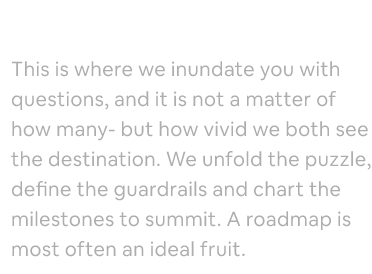 This is where we inundate you with
questions, and it is not a matter of
how many- but how vivid we both see
the destination. We unfold the puzzle,
define the guardrails and chart the
milestones to summit. A roadmap is
most often an ideal fruit.